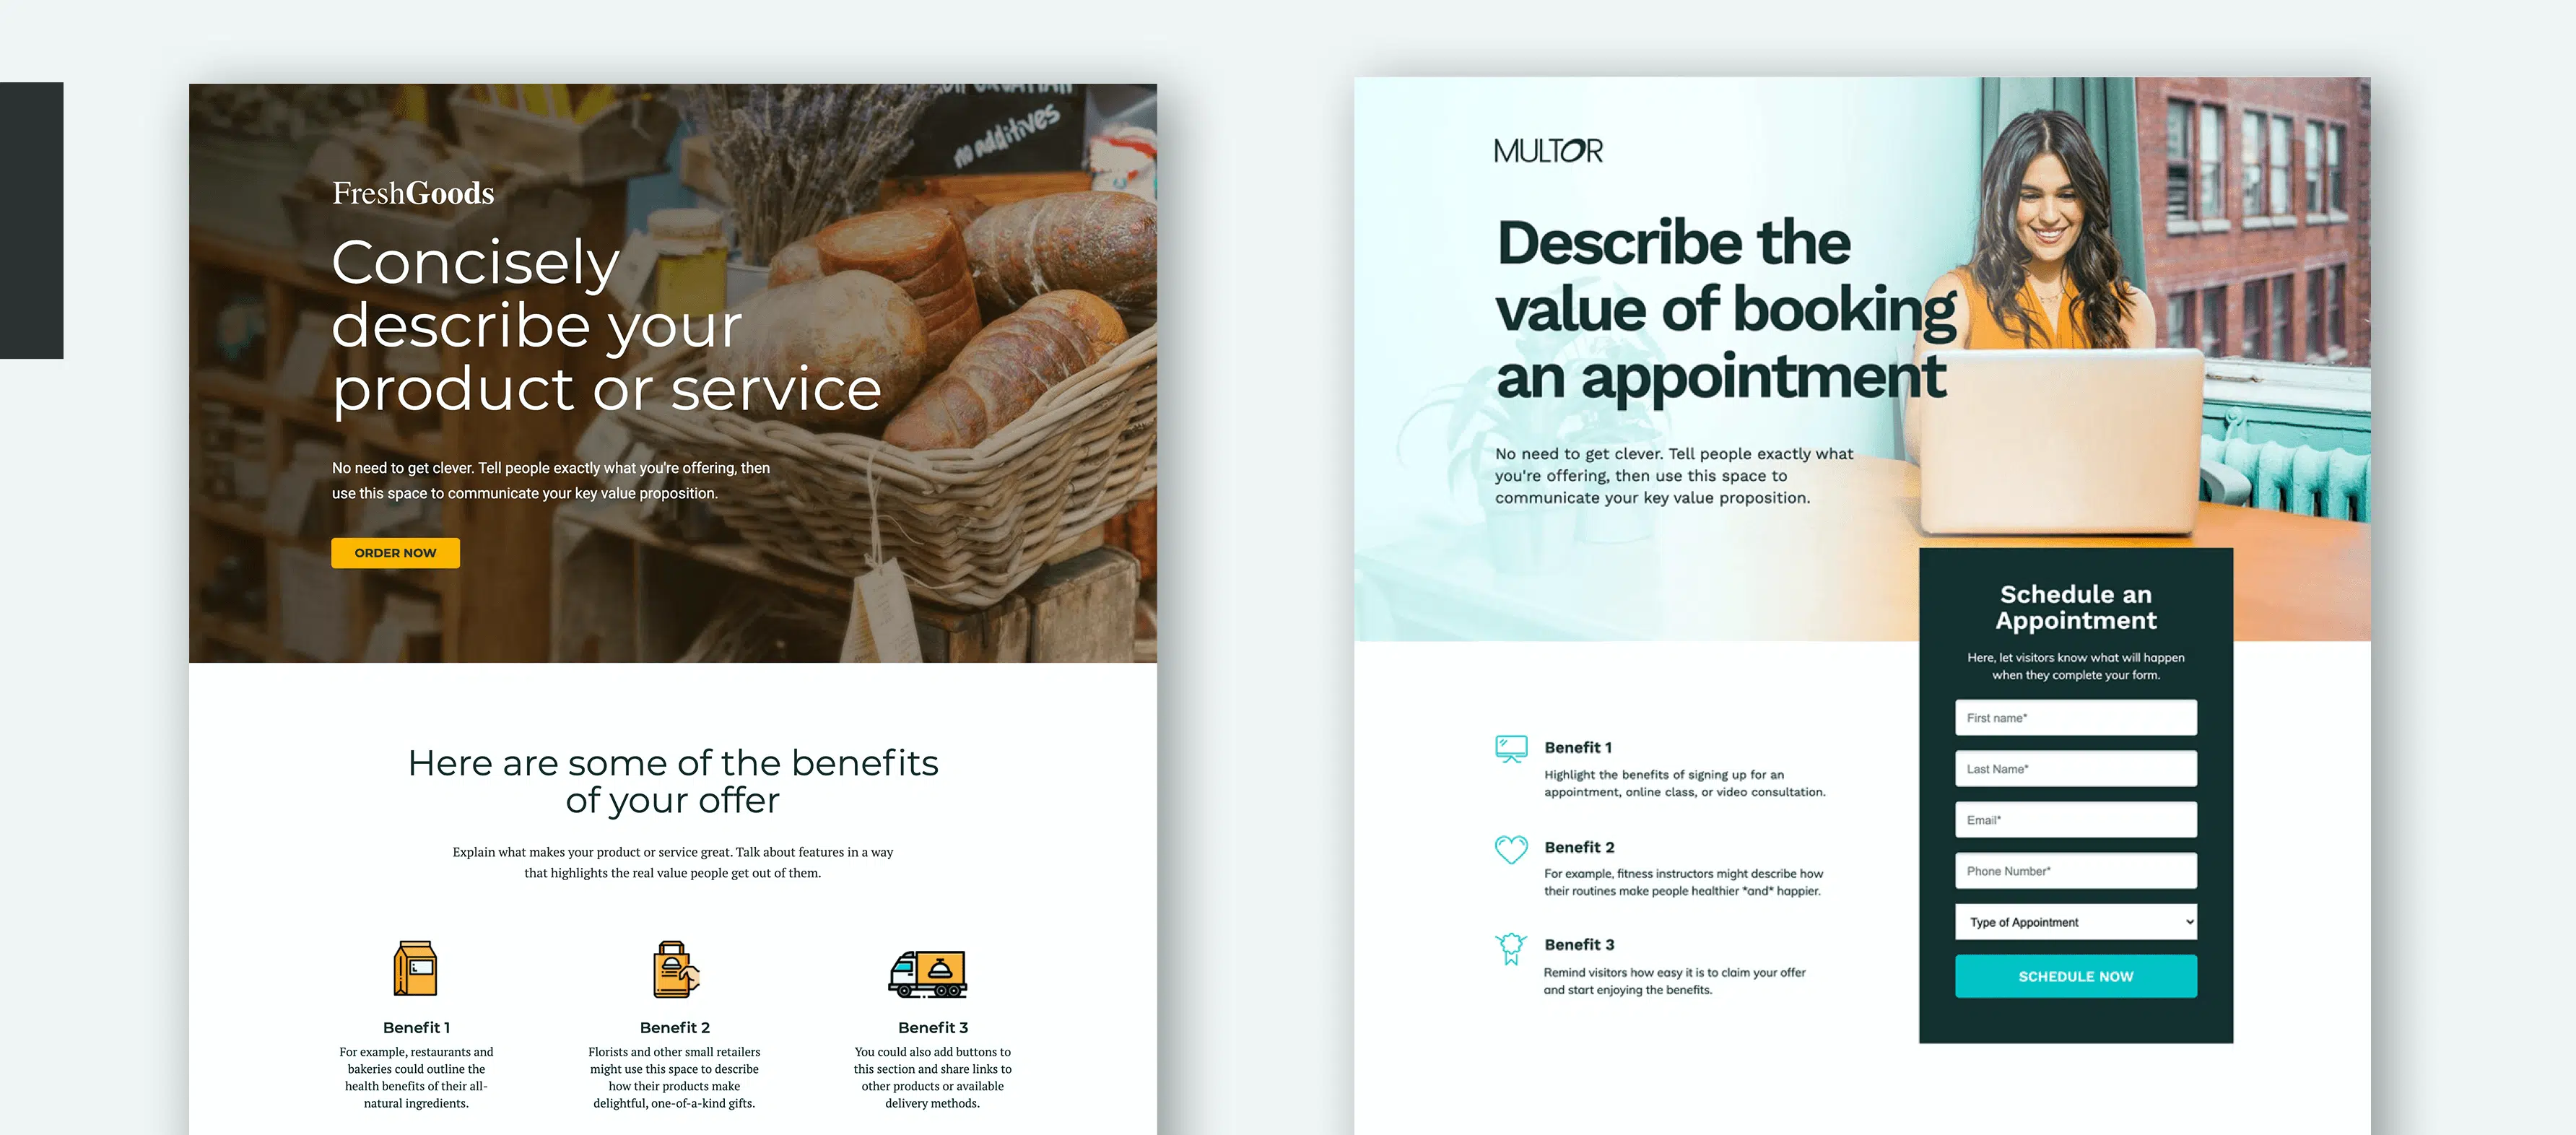 no additives
FreshGoods
Concisely
describe your
product or service
No need to get clever. Tell people exactly what you're offering, then
use this space to communicate your key value proposition.
ORDER NOW
Here are some of the benefits
of your offer
Explain what makes your product or service great. Talk about features in a way
that highlights the real value people get out of them.
Benefit 1
For example, restaurants and
bakeries could outline the
health benefits of their all-
natural ingredients.
Benefit 2
Florists and other small retailers
might use this space to describe
how their products make
delightful, one-of-a-kind gifts.
Benefit 3
You could also add buttons to
this section and share links to
other products or available
delivery methods.
MULTOR
Describe the
value of booking
an appointment
No need to get clever. Tell people exactly what
you're offering, then use this space to
communicate your key value proposition.
Benefit 1
Highlight the benefits of signing up for an
appointment, online class, or video consultation.
Benefit 2
For example, fitness instructors might describe how
their routines make people healthier *and* happier.
Benefit 3
Remind visitors how easy it is to claim your offer
and start enjoying the benefits.
Schedule an
Appointment
Here, let visitors know what will happen
when they complete your form.
First name*
Last Name*
Email*
Phone Number*
Type of Appointment
SCHEDULE NOW